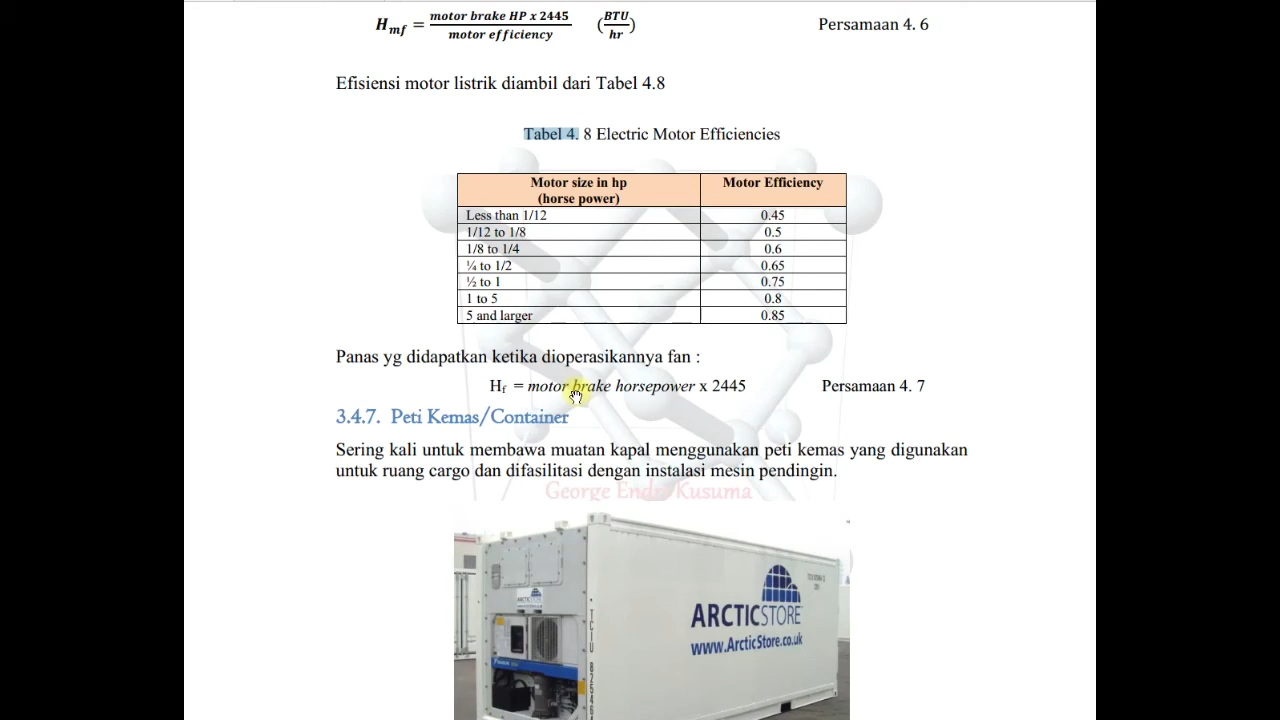 H_mf = motor brake HP x 2445 / motor efficiency (BTU/hr) Persamaan 4. 6
Efisiensi motor listrik diambil dari Tabel 4.8
Tabel 4. 8 Electric Motor Efficiencies
Motor size in hp (horse power) Motor Efficiency
Less than 1/12 0.45
1/12 to 1/8 0.5
1/8 to 1/4 0.6
¼ to 1/2 0.65
½ to 1 0.75
1 to 5 0.8
5 and larger 0.85
Panas yg didapatkan ketika dioperasikannya fan :
H_f = motor brake horsepower x 2445 Persamaan 4. 7
3.4.7. Peti Kemas/Container
Sering kali untuk membawa muatan kapal menggunakan peti kemas yang digunakan
untuk ruang cargo dan difasilitasi dengan instalasi mesin pendingin.
George Endri Kusuma
ARCTICSTORE
www.ArcticStore.co.uk